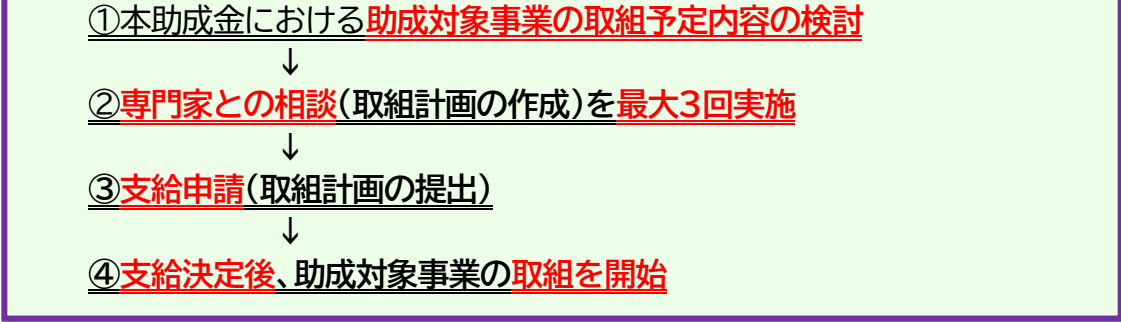 ①本助成金における助成対象事業の取組予定内容の検討
↓
②専門家との相談(取組計画の作成)を最大3回実施
↓
③支給申請(取組計画の提出)
↓
④支給決定後、助成対象事業の取組を開始